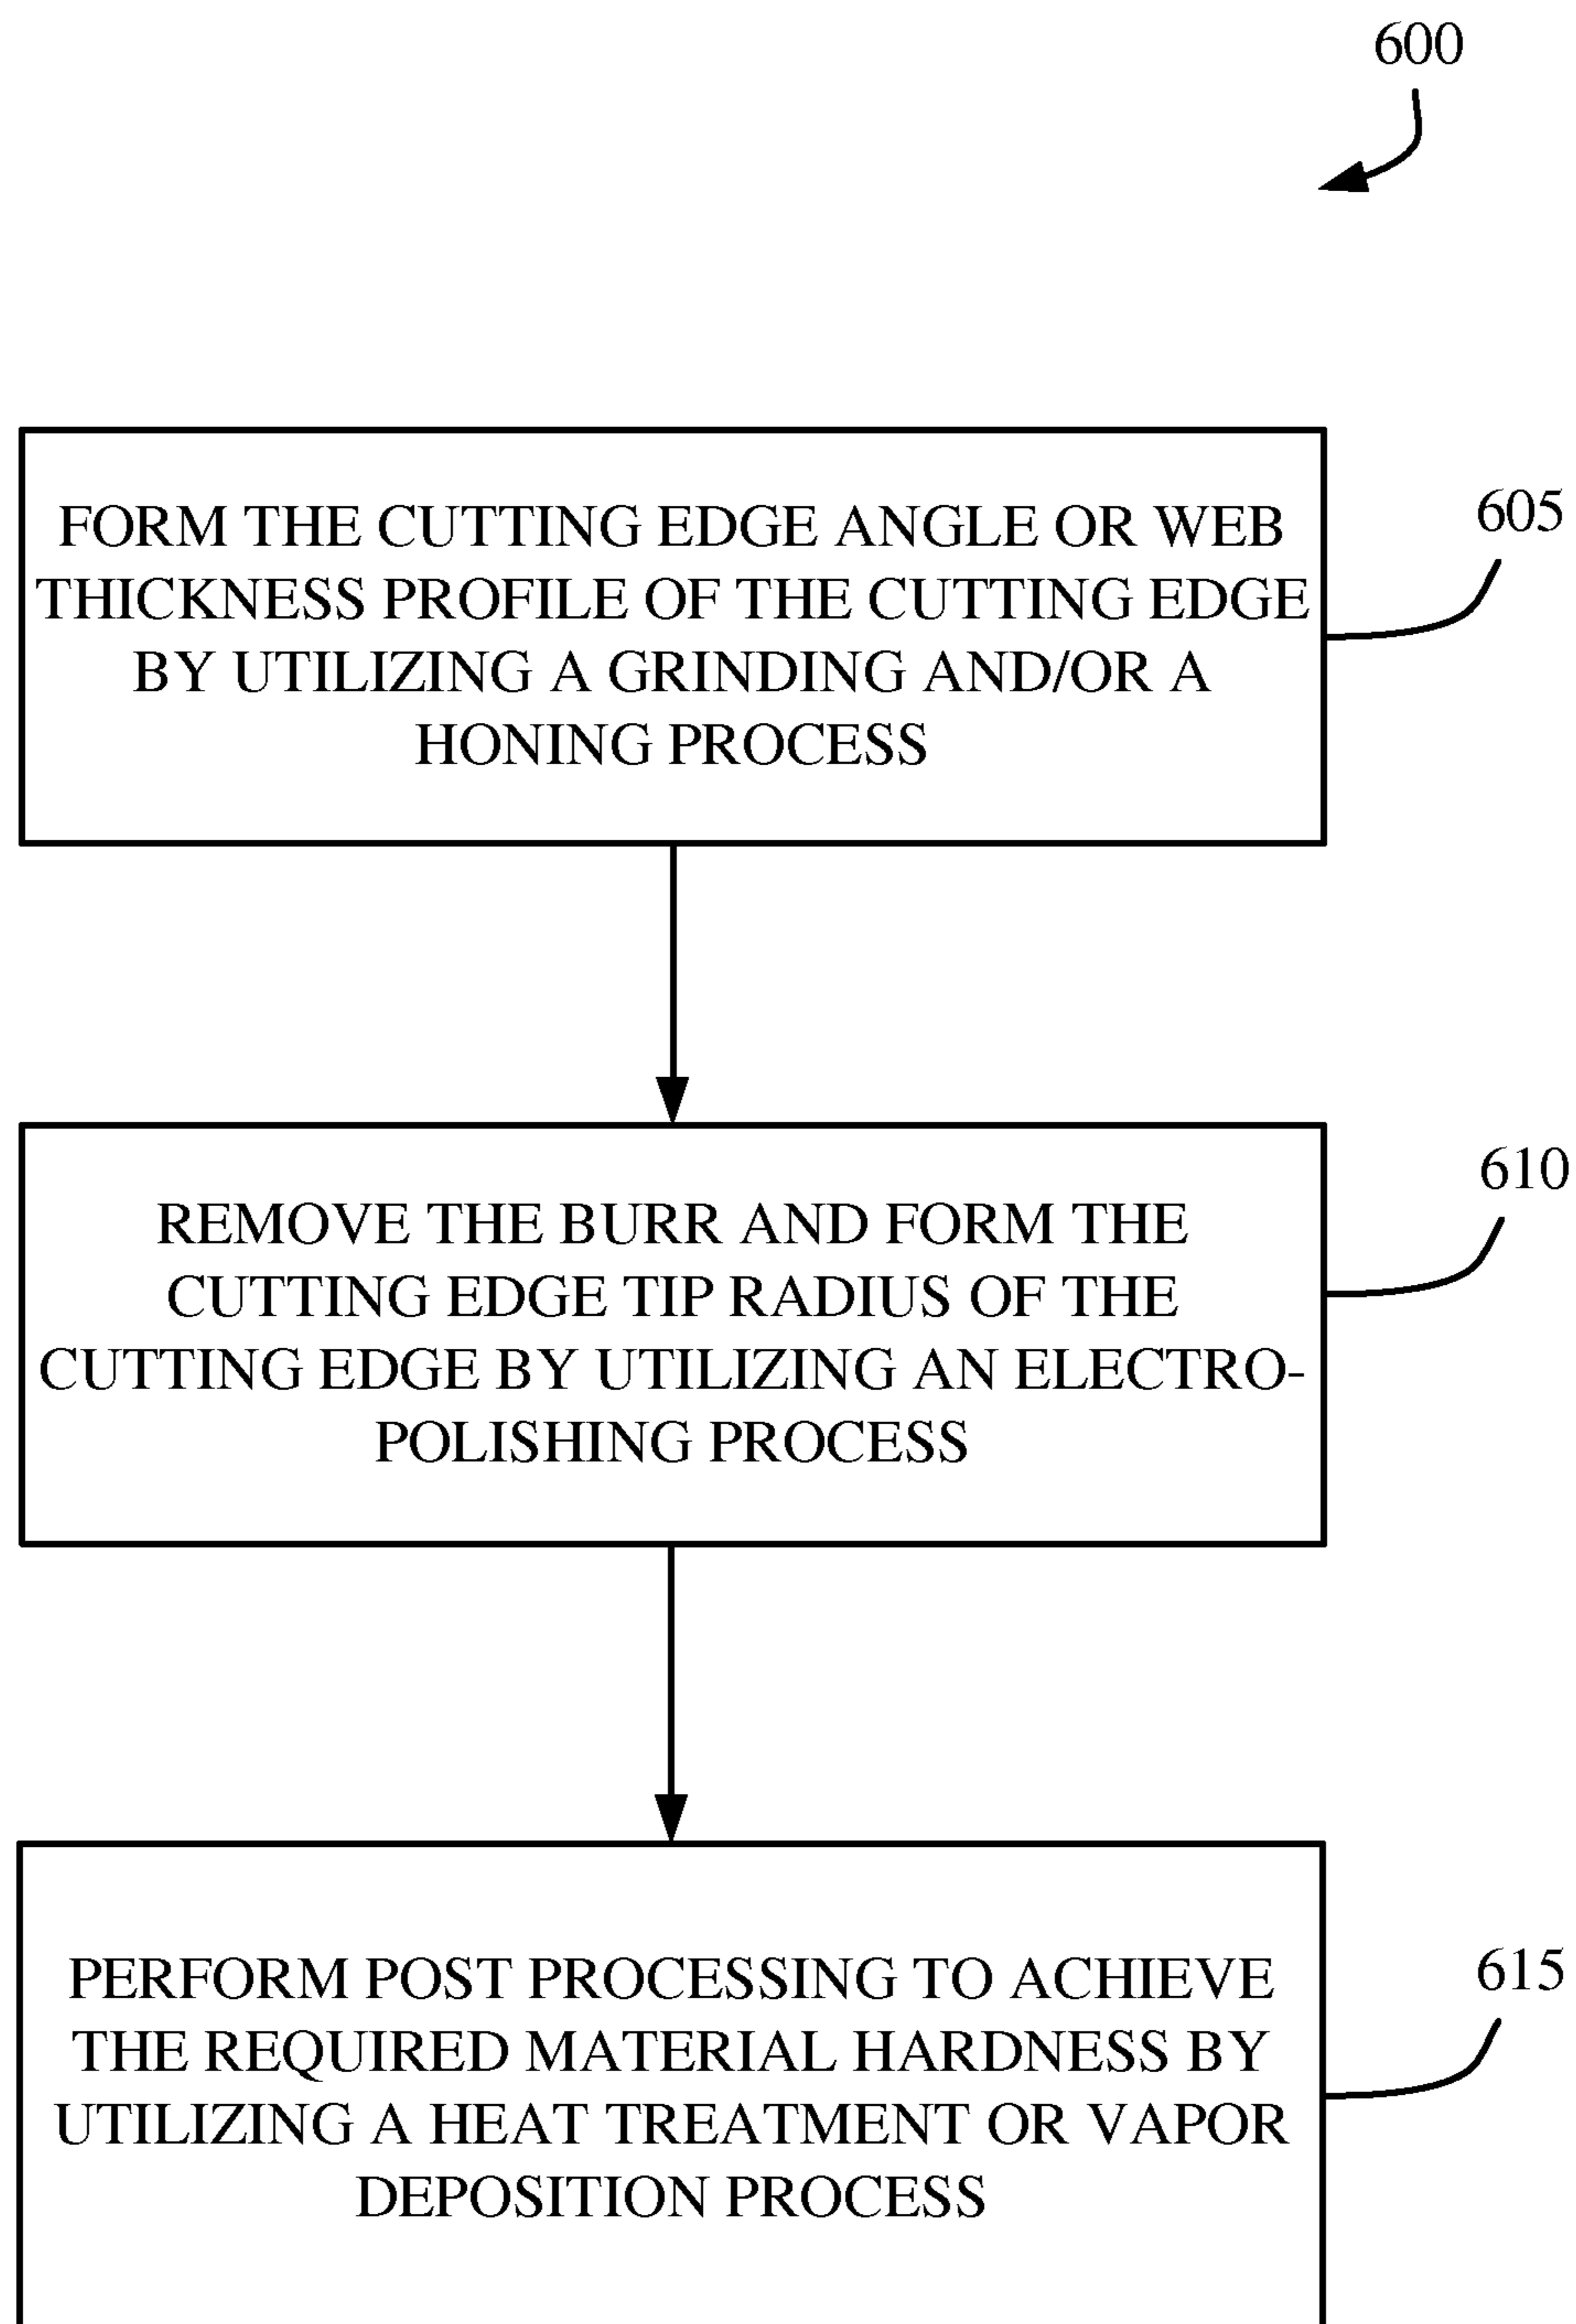 600
FORM THE CUTTING EDGE ANGLE OR WEB
THICKNESS PROFILE OF THE CUTTING EDGE
BY UTILIZING A GRINDING AND/OR A
HONING PROCESS
605
REMOVE THE BURR AND FORM THE
CUTTING EDGE TIP RADIUS OF THE
CUTTING EDGE BY UTILIZING AN ELECTRO-
POLISHING PROCESS
610
PERFORM POST PROCESSING TO ACHIEVE
THE REQUIRED MATERIAL HARDNESS BY
UTILIZING A HEAT TREATMENT OR VAPOR
DEPOSITION PROCESS
615